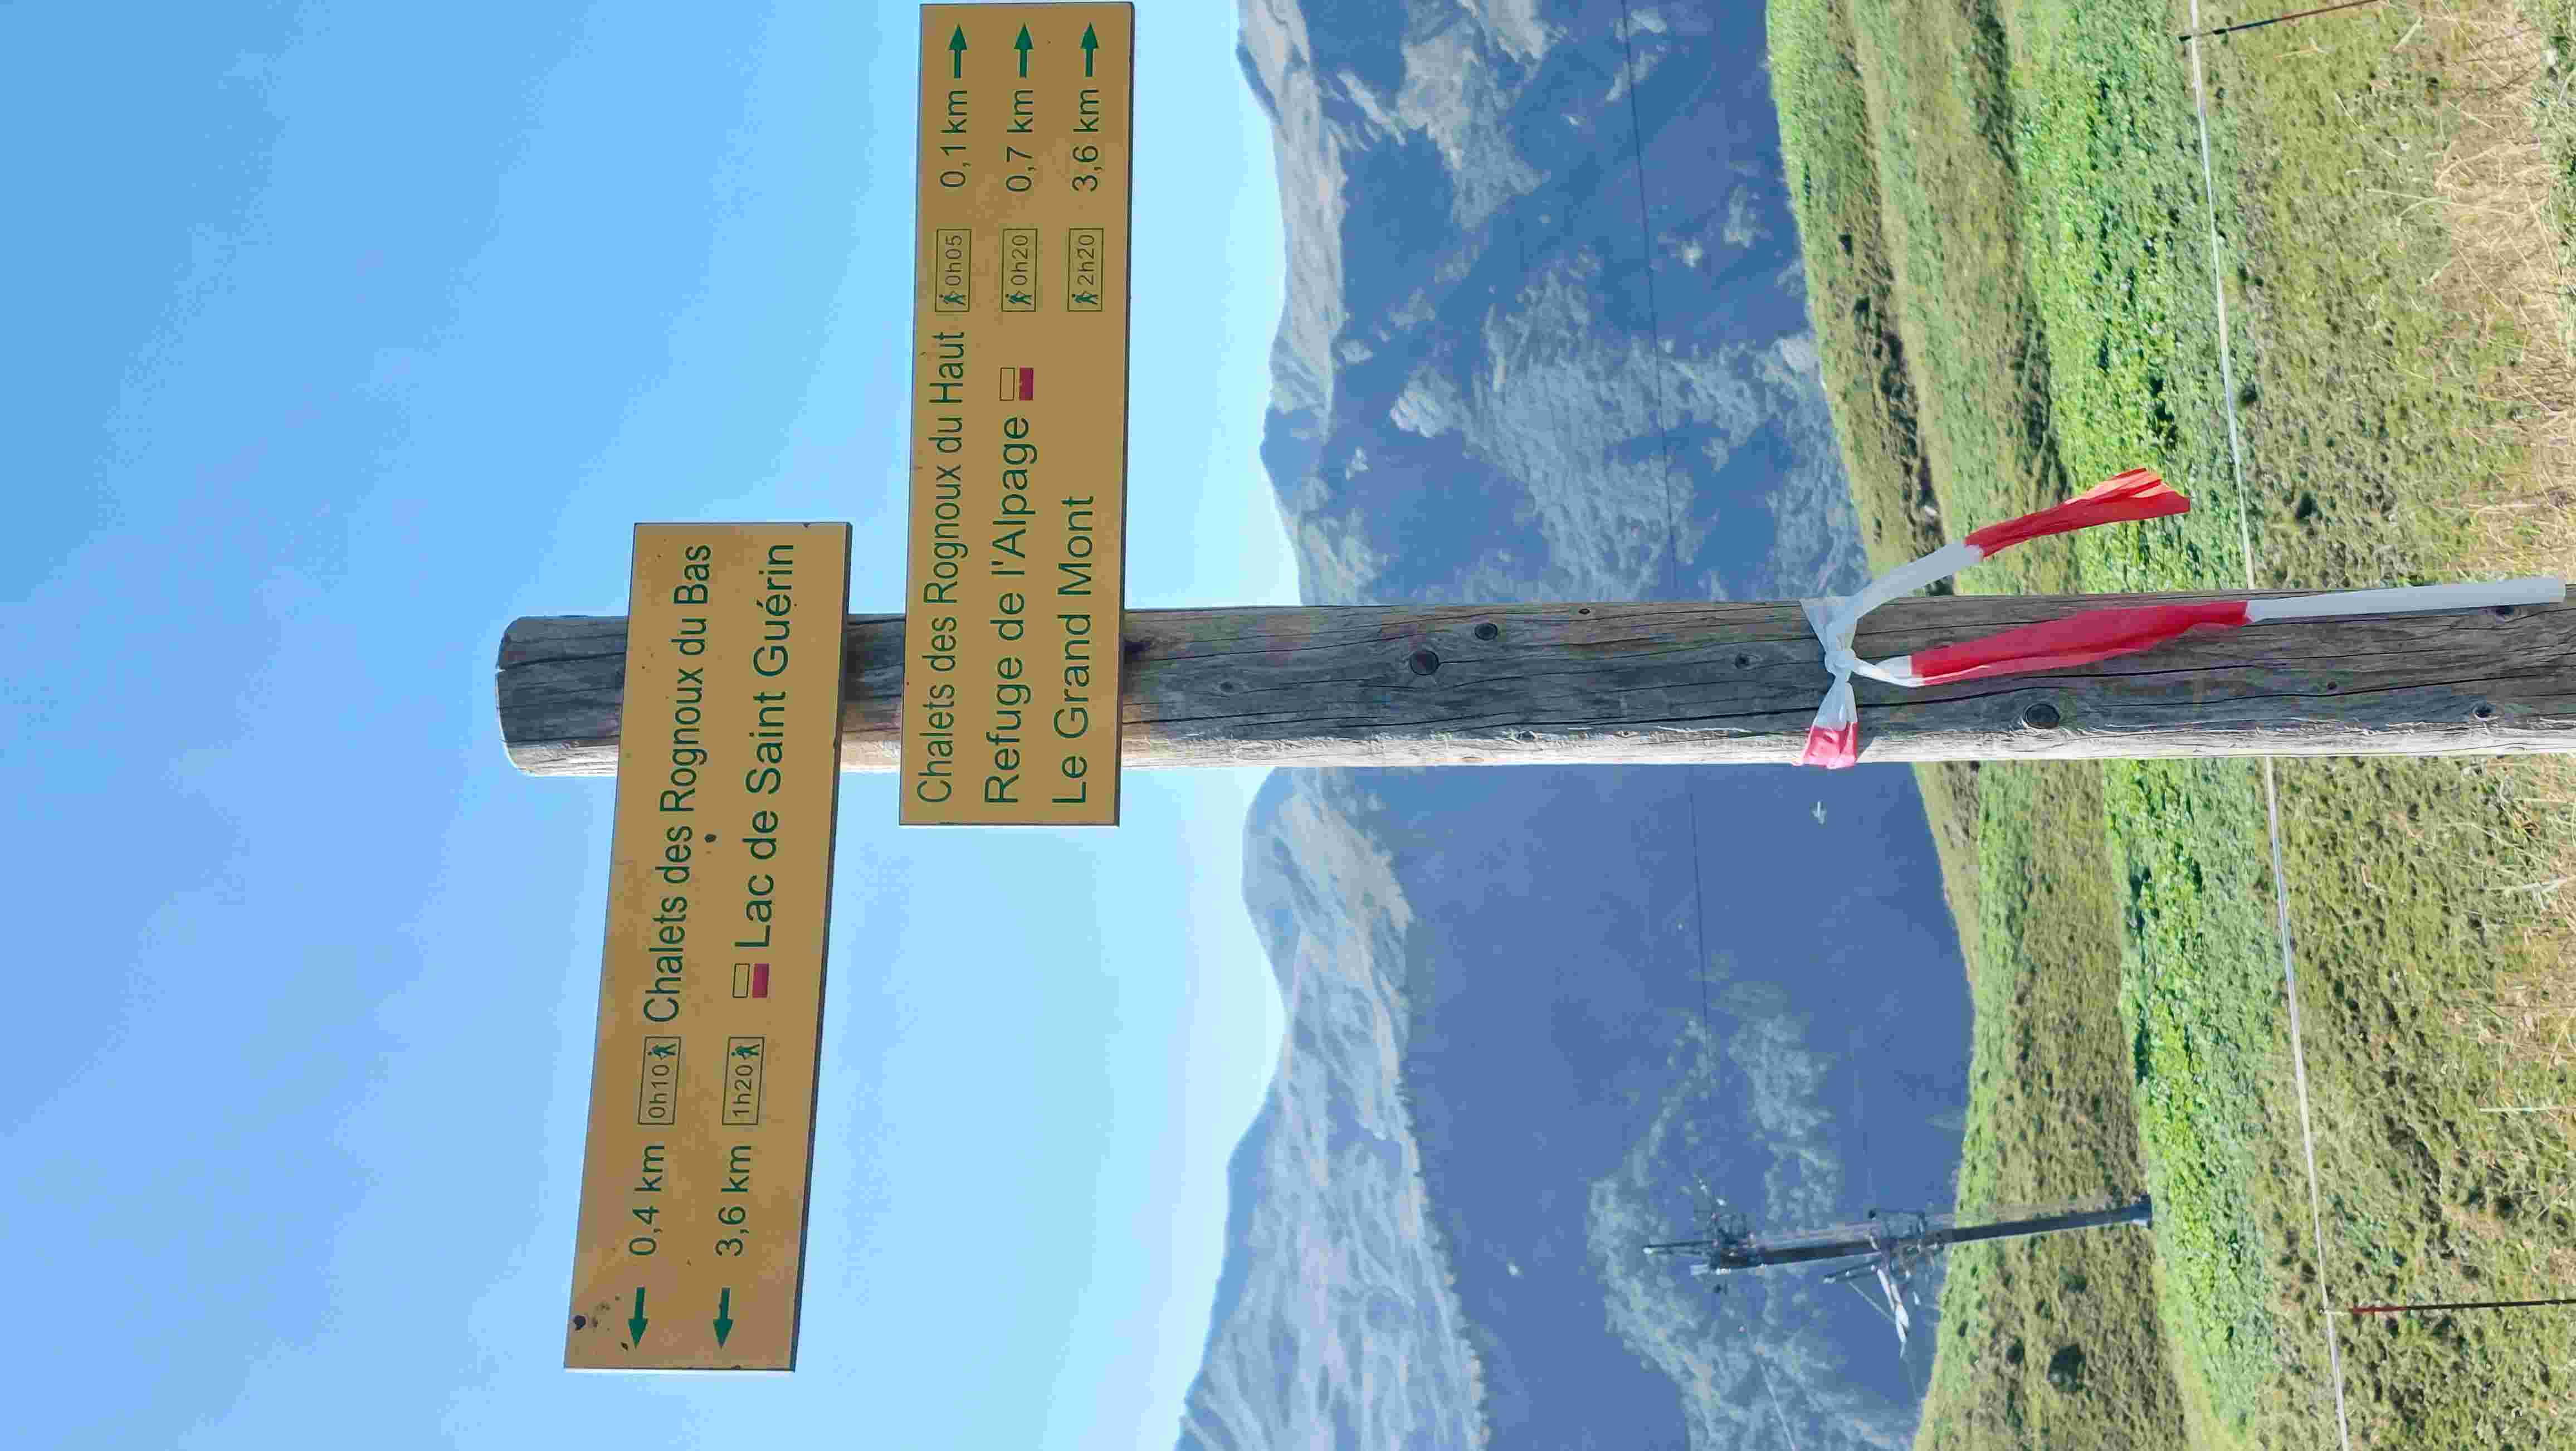 0,4 km 0h10 Chalets des Rognoux du Bas
3,6 km 1h20 Lac de Saint Guérin
Chalets des Rognoux du Haut 0h05 0,1 km
Refuge de l'Alpage 0h20 0,7 km
Le Grand Mont 2h20 3,6 km